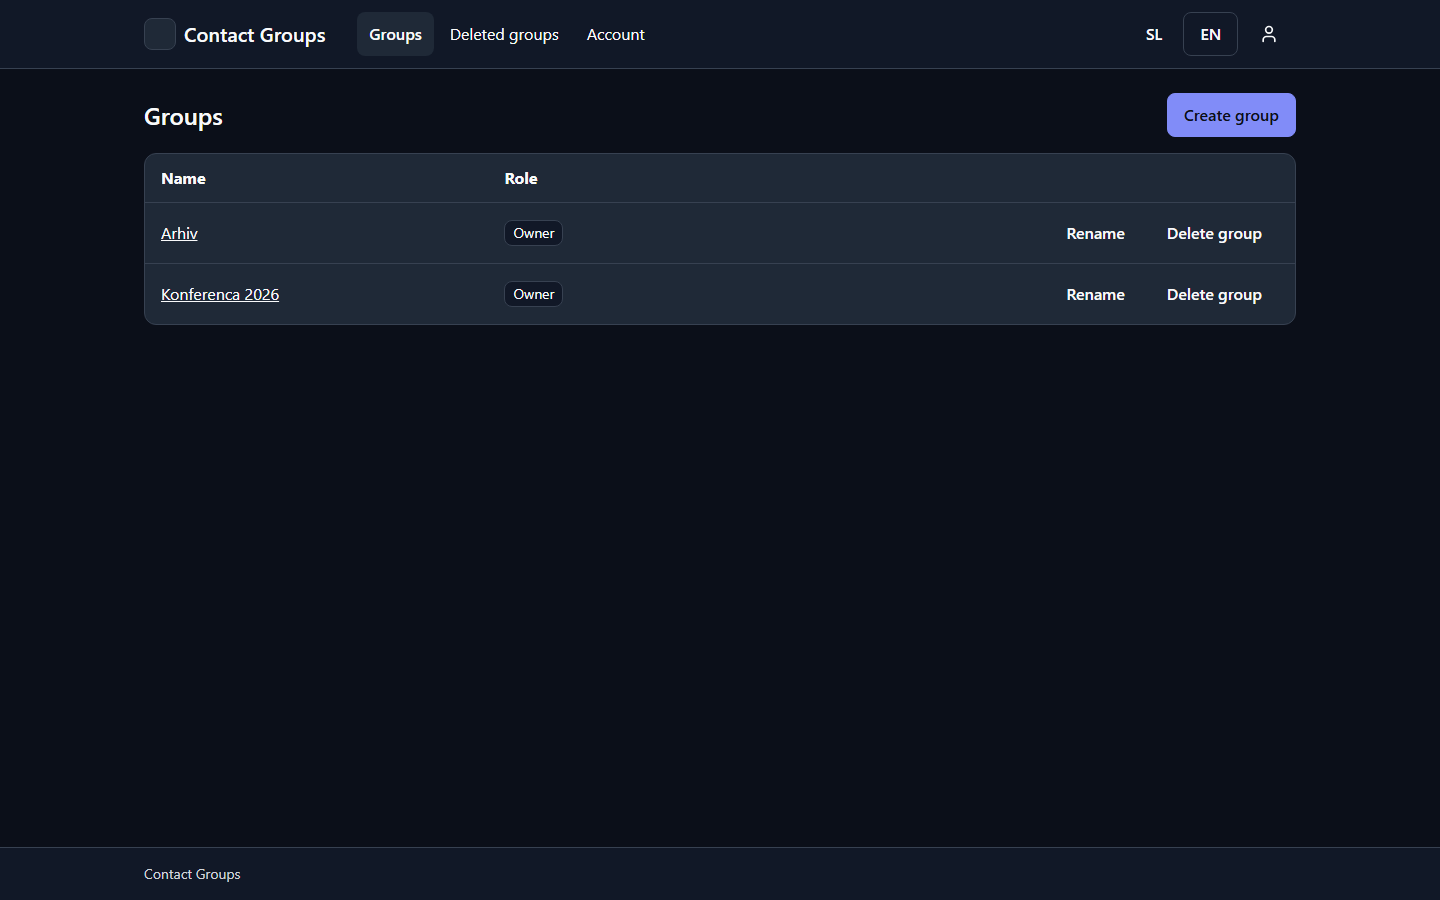 Contact Groups Groups Deleted groups Account SL EN
Groups Create group
Name Role
Arhiv Owner Rename Delete group
Konferenca 2026 Owner Rename Delete group
Contact Groups